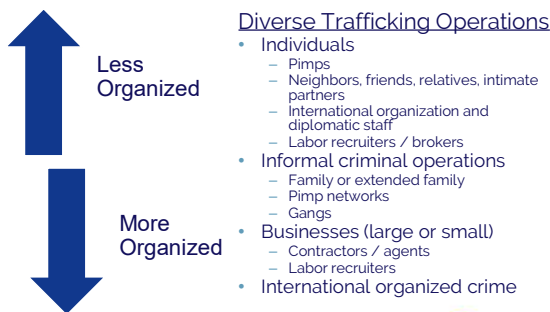 Less
Organized
More
Organized
Diverse Trafficking Operations
• Individuals
– Pimps
– Neighbors, friends, relatives, intimate
partners
– International organization and
diplomatic staff
– Labor recruiters / brokers
• Informal criminal operations
– Family or extended family
– Pimp networks
– Gangs
• Businesses (large or small)
– Contractors / agents
– Labor recruiters
• International organized crime